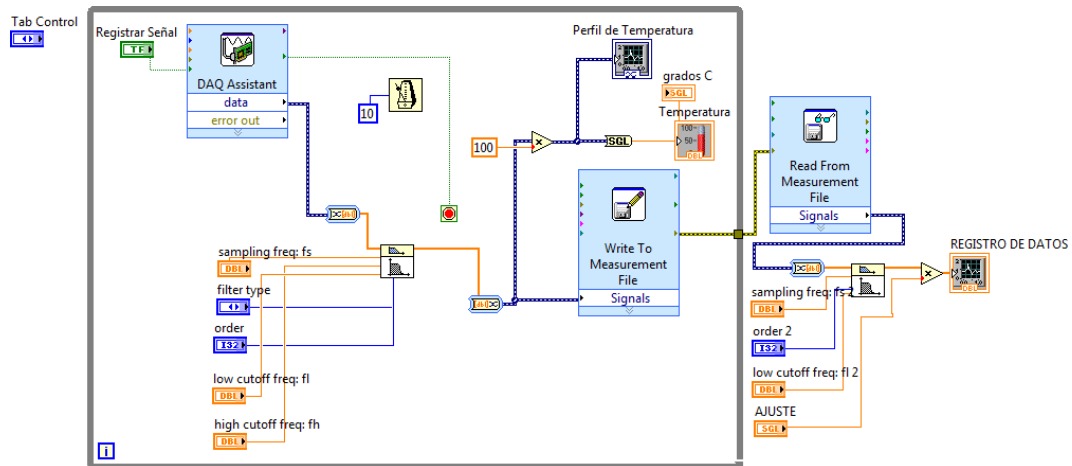 Tab Control
Registrar Señal
TF
DAQ Assistant
data
error out
10
Perfil de Temperatura
grados C
SGL
Temperatura
100
SGL
100
50
DBL
Read From
Measurement
File
Signals
Write To
Measurement
File
Signals
REGISTRO DE DATOS
DBL
sampling freq: fs
DBL
filter type
order
I32
low cutoff freq: fl
DBL
high cutoff freq: fh
DBL
sampling freq: fs 2
DBL
order 2
I32
low cutoff freq: fl 2
DBL
AJUSTE
SGL
i